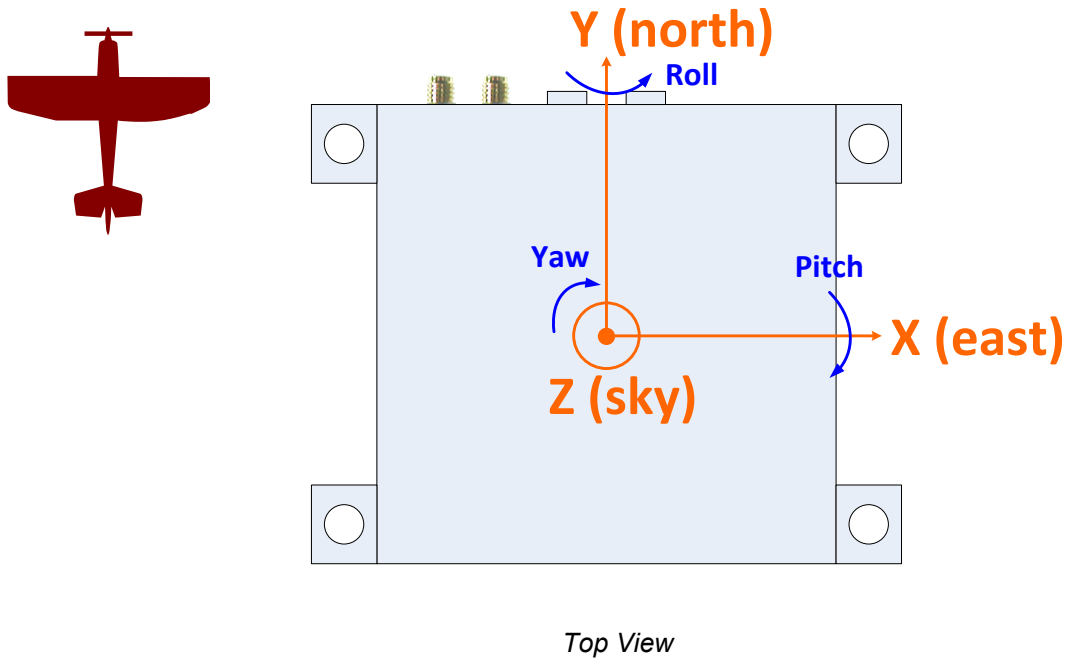 Y (north)
Roll
Yaw
Pitch
X (east)
Z (sky)
Top View